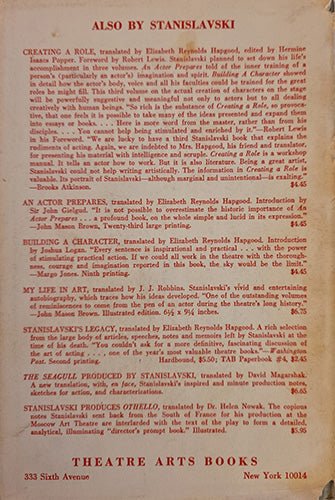 ALSO BY STANISLAVSKI
CREATING A ROLE, translated by Elizabeth Reynolds Hapgood, edited by Hermine
Isaacs Popper. Foreword by Robert Lewis. Stanislavski planned to set down his life's
accomplishment in three volumes. An Actor Prepares told of the inner training of a
person's (particularly an actor's) imagination and spirit. Building A Character showed
in detail how the actor's body, voice and all his faculties could be trained for the great
roles he might fill. This third volume on the actual creation of characters on the stage
will be powerfully suggestive and meaningful not only to actors but to all dealing
creatively with human beings. "So rich is the substance of Creating a Role, so provoca-
tive, that one feels it is possible to take many of the ideas presented and expand them
into essays or books. . . . Here is more word from the master, rather than from his
disciples. . . . You cannot help being stimulated and enriched by it."—Robert Lewis
in his Foreword. "We are lucky to have a third Stanislavski book that explains the
rudiments of acting. Again, we are indebted to Mrs. Hapgood, his friend and translator,
for presenting his material with intelligence and scruple. Creating a Role is a workshop
manual. It tells an actor how to work. But it is also literature. Being a great artist,
Stanislavski could not help writing artistically. The information in Creating a Role is
valuable. Its portrait of Stanislavski—although marginal and unintentional—is exalting."
—Brooks Atkinson. $4.45
AN ACTOR PREPARES, translated by Elizabeth Reynolds Hapgood. Introduction by
Sir John Gielgud. "It is not possible to overestimate the historic importance of An
Actor Prepares . . . a profound book, on the whole simple and lucid in its expression."
—John Mason Brown, Twenty-third large printing. $4.45
BUILDING A CHARACTER, translated by Elizabeth Reynolds Hapgood. Introduction
by Joshua Logan. "Every sentence is inspirational and practical . . . with the power
of stimulating practical action. If we could all work in the theatre with the thorough-
ness, courage and imagination reported in this book, the sky would be the limit."
—Margo Jones. Ninth printing. $4.45
MY LIFE IN ART, translated by J. J. Robbins. Stanislavski's vivid and entertaining
autobiography, which traces how his ideas developed. "One of the outstanding volumes
of reminiscences to come from the pen of an actor during the theatre's long history."
—John Mason Brown. Illustrated edition. 6½ x 9¼ inches. $6.75
STANISLAVSKI'S LEGACY, translated by Elizabeth Reynolds Hapgood. A rich selection
from the large body of articles, speeches, notes and memoirs left by Stanislavski at the
time of his death. "You couldn't ask for a more definitive, fascinating discussion of
the art of acting . . . one of the year's most valuable theatre books."—Washington
Post. Second printing. Hardbound, $5.50; TAB Paperback #4, $2.45
THE SEAGULL PRODUCED BY STANISLAVSKI, translated by David Magarshak.
A new translation, with, en face, Stanislavski's inspired and minute production notes,
sketches for action, and characterizations. $6.65
STANISLAVSKI PRODUCES OTHELLO, translated by Dr. Helen Nowak. The copious
notes Stanislavski sent back from the South of France for his production at the
Moscow Art Theatre are interlarded with the text of the play to form a detailed,
analytical, illuminating "director's prompt book." Illustrated. $5.95
THEATRE ARTS BOOKS
333 Sixth Avenue New York 10014